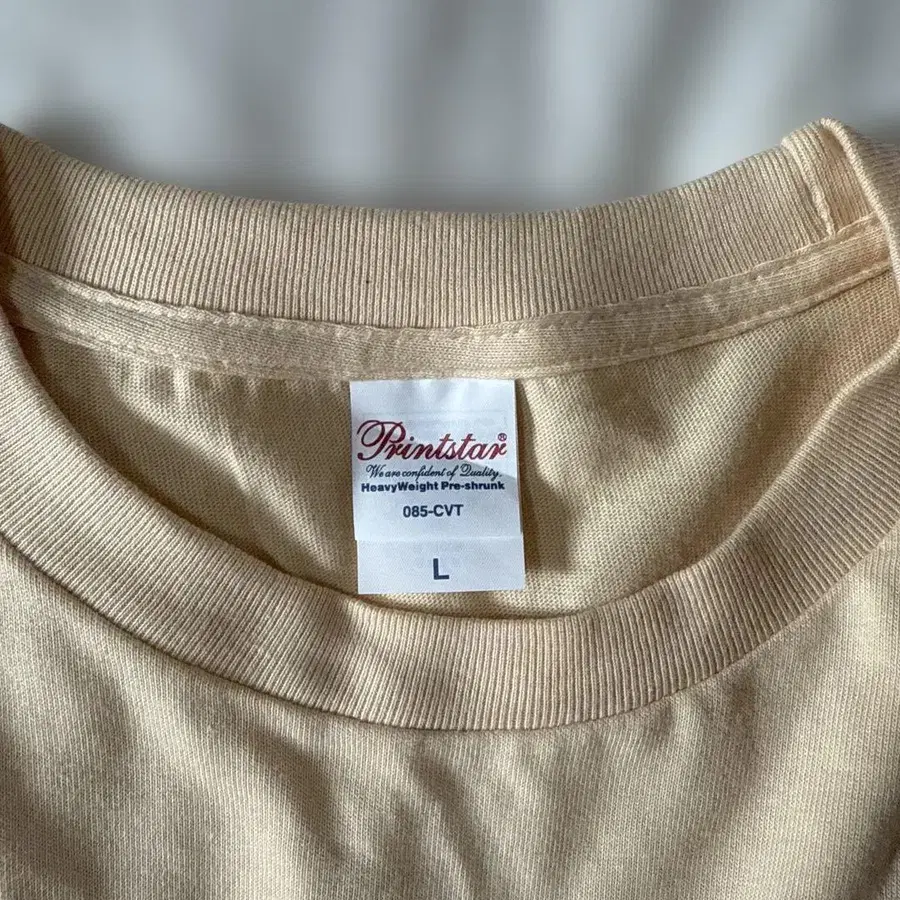 Printstar®
We are confident of Quality.
HeavyWeight Pre-shrunk
085-CVT
L